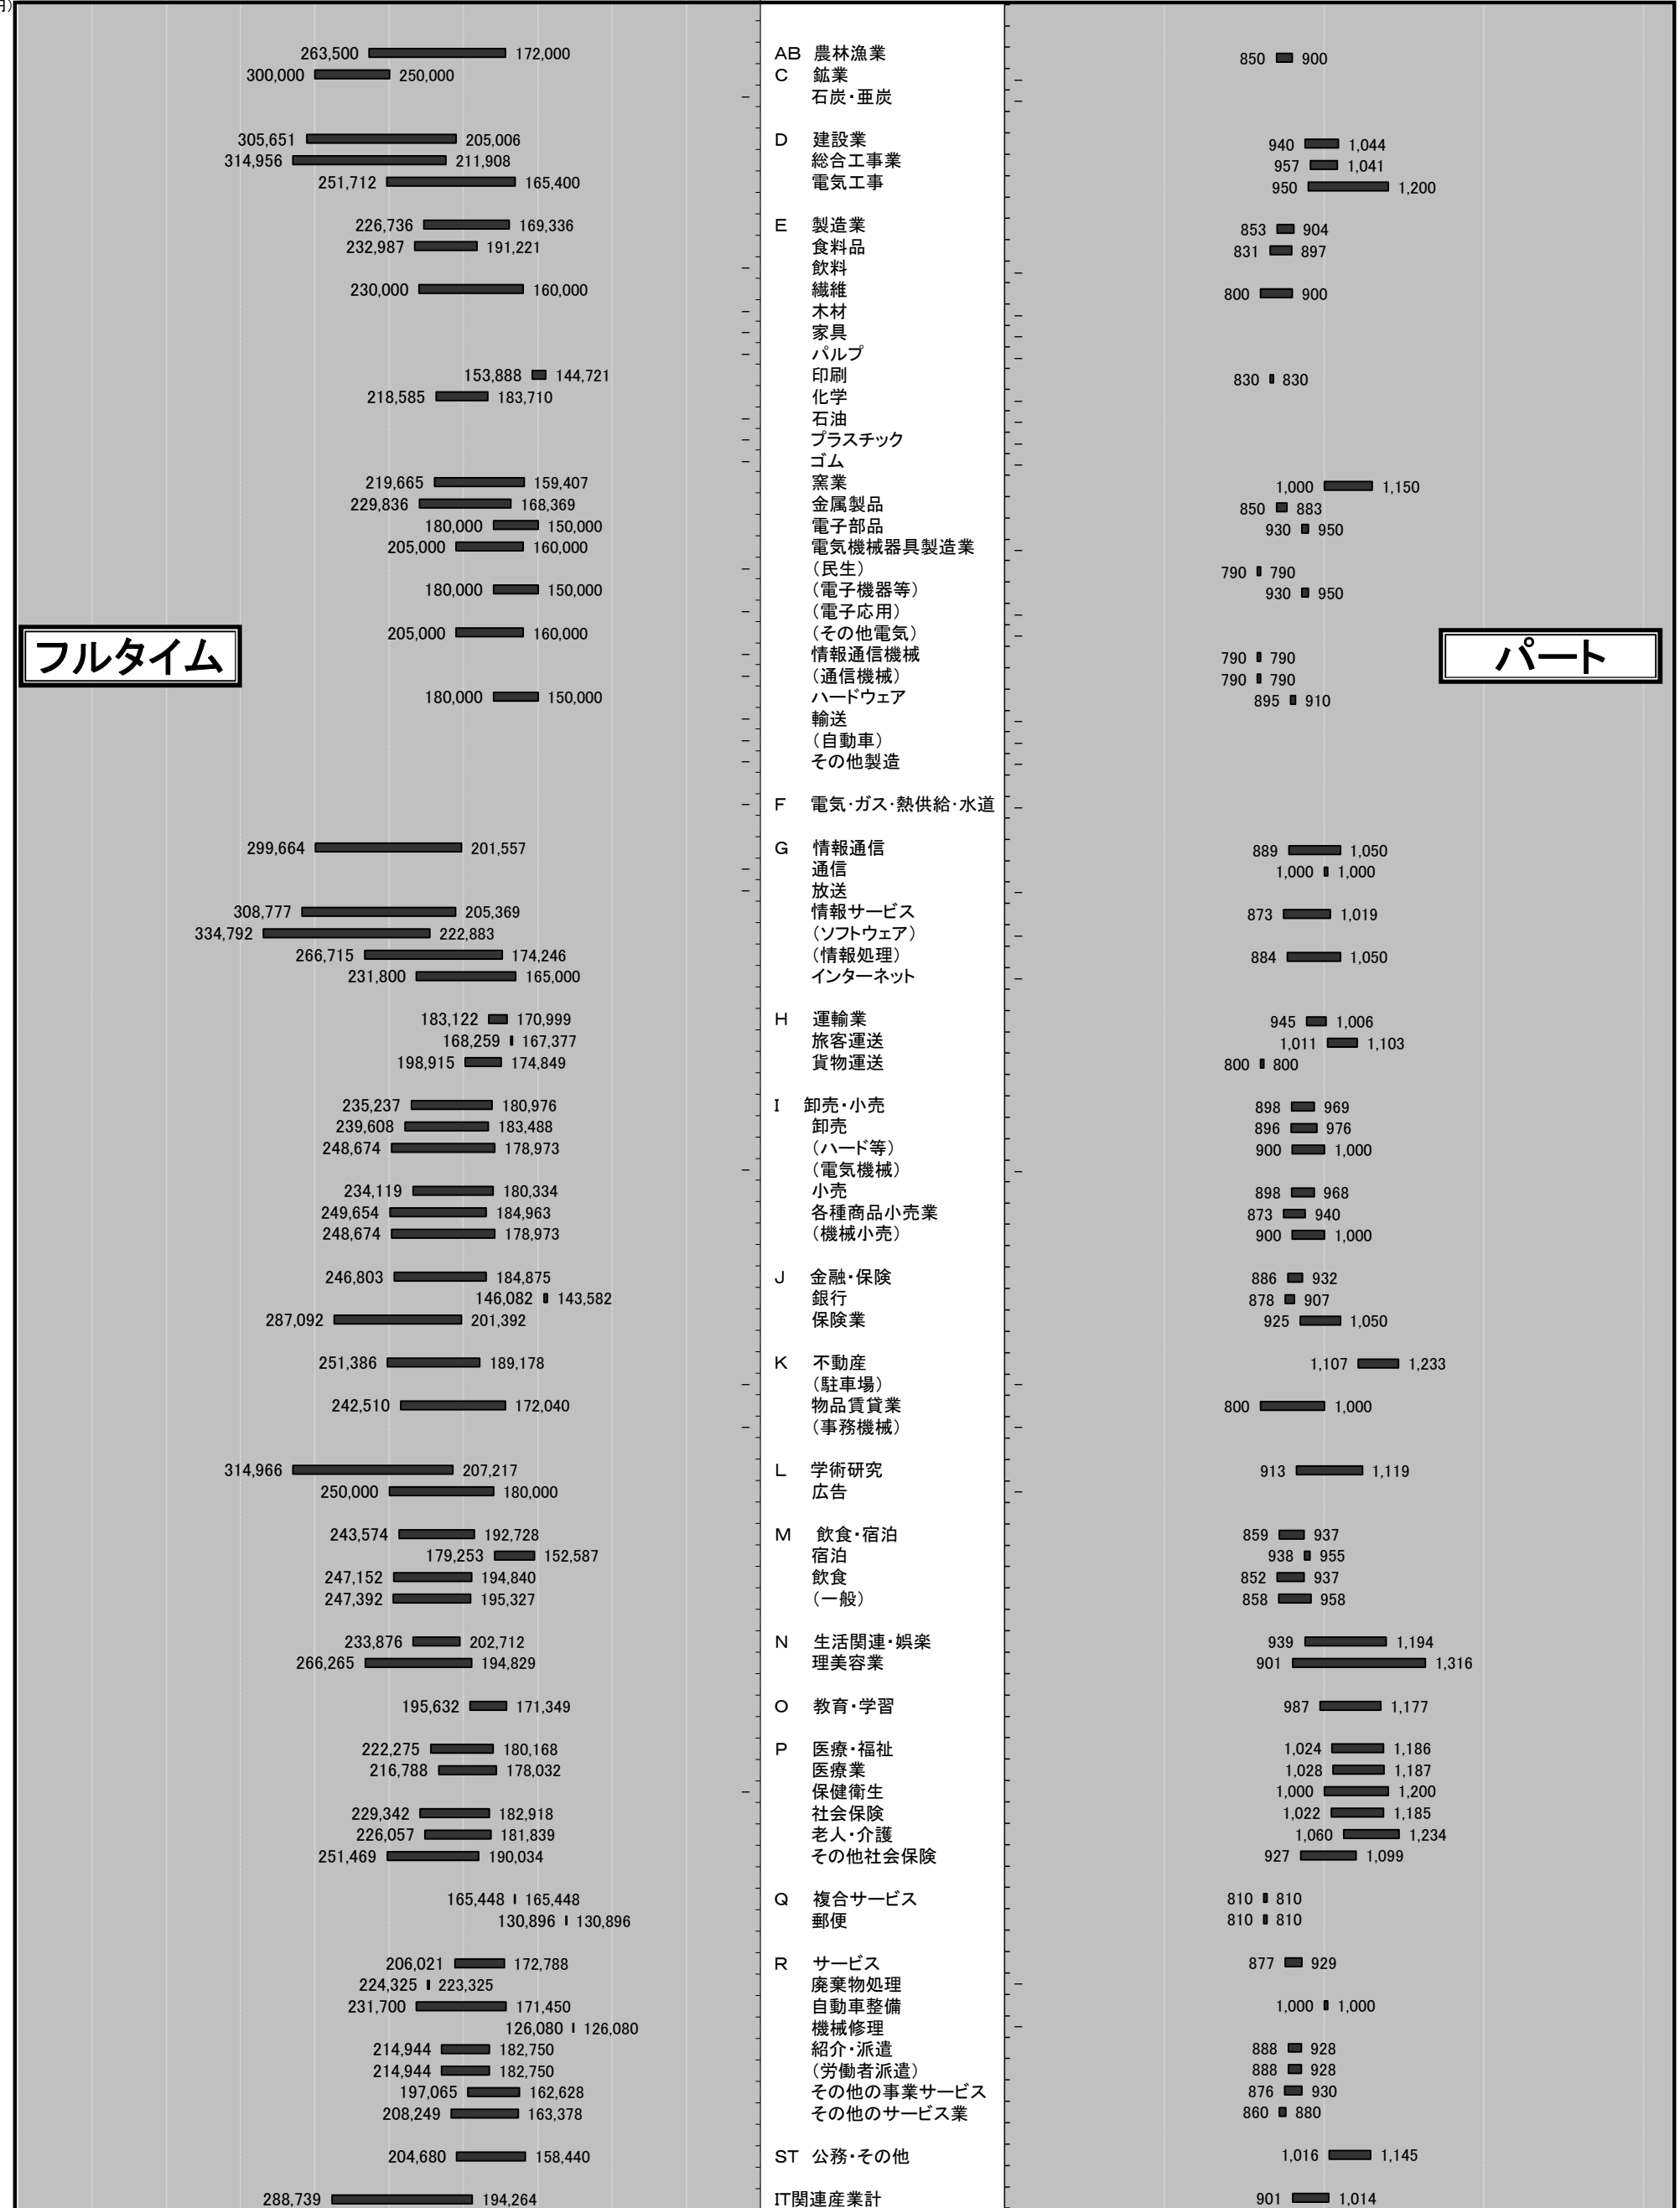 円)
263,500 172,000 AB 農林漁業 850 900
300,000 250,000 C 鉱業
石炭・亜炭
305,651 205,006 D 建設業 940 1,044
314,956 211,908 総合工事業 957 1,041
251,712 165,400 電気工事 950 1,200
226,736 169,336 E 製造業 853 904
232,987 191,221 食料品 831 897
飲料
230,000 160,000 繊維 800 900
木材
家具
パルプ
153,888 144,721 印刷 830 830
218,585 183,710 化学
石油
プラスチック
ゴム
219,665 159,407 窯業 1,000 1,150
229,836 168,369 金属製品 850 883
180,000 150,000 電子部品 930 950
205,000 160,000 電気機械器具製造業
（民生） 790 790
180,000 150,000 （電子機器等） 930 950
（電子応用）
205,000 160,000 （その他電気）
フルタイム 情報通信機械 790 790 パート
（通信機械） 790 790
180,000 150,000 ハードウェア 895 910
輸送
（自動車）
その他製造
F 電気・ガス・熱供給・水道
299,664 201,557 G 情報通信 889 1,050
通信 1,000 1,000
放送
308,777 205,369 情報サービス 873 1,019
334,792 222,883 （ソフトウェア）
266,715 174,246 （情報処理） 884 1,050
231,800 165,000 インターネット
183,122 170,999 H 運輸業 945 1,006
168,259 167,377 旅客運送 1,011 1,103
198,915 174,849 貨物運送 800 800
235,237 180,976 I 卸売・小売 898 969
239,608 183,488 卸売 896 976
248,674 178,973 （ハード等） 900 1,000
（電気機械）
234,119 180,334 小売 898 968
249,654 184,963 各種商品小売業 873 940
248,674 178,973 （機械小売） 900 1,000
246,803 184,875 J 金融・保険 886 932
146,082 143,582 銀行 878 907
287,092 201,392 保険業 925 1,050
251,386 189,178 K 不動産 1,107 1,233
（駐車場）
242,510 172,040 物品賃貸業 800 1,000
（事務機械）
314,966 207,217 L 学術研究 913 1,119
250,000 180,000 広告
243,574 192,728 M 飲食・宿泊 859 937
179,253 152,587 宿泊 938 955
247,152 194,840 飲食 852 937
247,392 195,327 （一般） 858 958
233,876 202,712 N 生活関連・娯楽 939 1,194
266,265 194,829 理美容業 901 1,316
195,632 171,349 O 教育・学習 987 1,177
222,275 180,168 P 医療・福祉 1,024 1,186
216,788 178,032 医療業 1,028 1,187
保健衛生 1,000 1,200
229,342 182,918 社会保険 1,022 1,185
226,057 181,839 老人・介護 1,060 1,234
251,469 190,034 その他社会保険 927 1,099
165,448 165,448 Q 複合サービス 810 810
130,896 130,896 郵便 810 810
206,021 172,788 R サービス 877 929
224,325 223,325 廃棄物処理
231,700 171,450 自動車整備 1,000 1,000
126,080 126,080 機械修理
214,944 182,750 紹介・派遣 888 928
214,944 182,750 （労働者派遣） 888 928
197,065 162,628 その他の事業サービス 876 930
208,249 163,378 その他のサービス業 860 880
204,680 158,440 ST 公務・その他 1,016 1,145
288,739 194,264 IT関連産業計 901 1,014